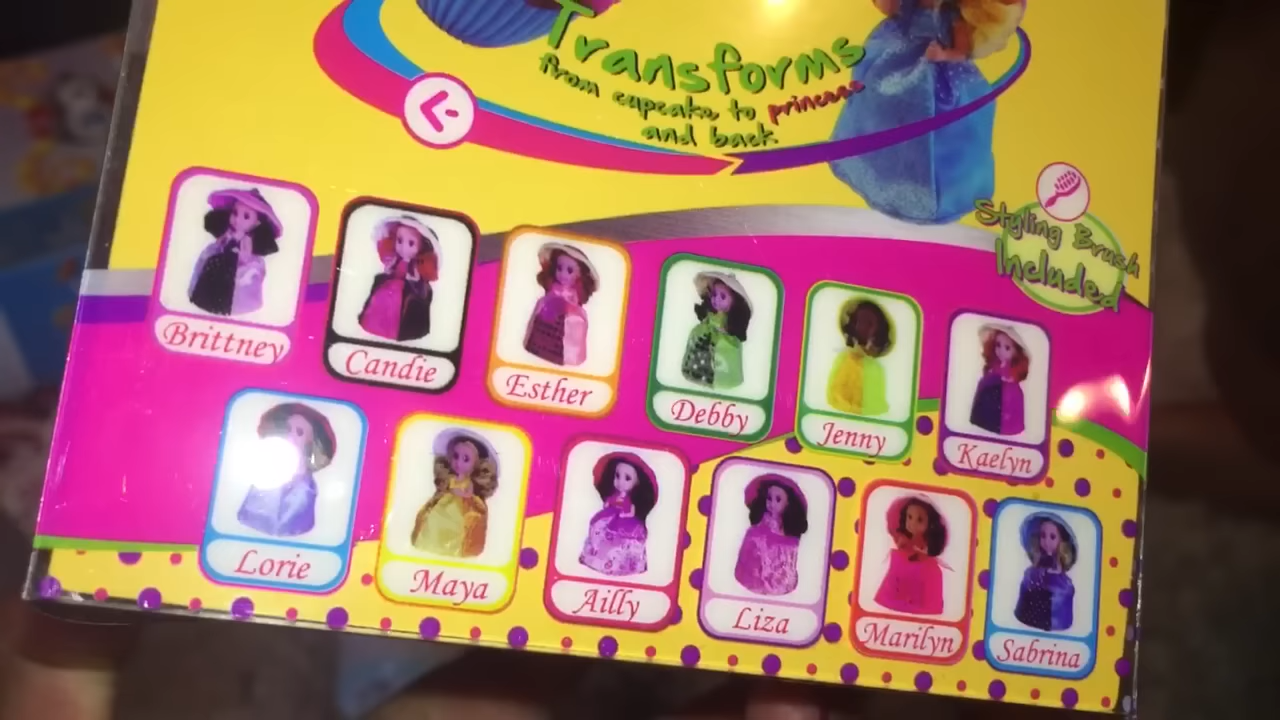 Transforms
from cupcake to princess
and back
Styling Brush
Included
Brittney
Candie
Esther
Debby
Jenny
Kaelyn
Lorie
Maya
Ailly
Liza
Marilyn
Sabrina